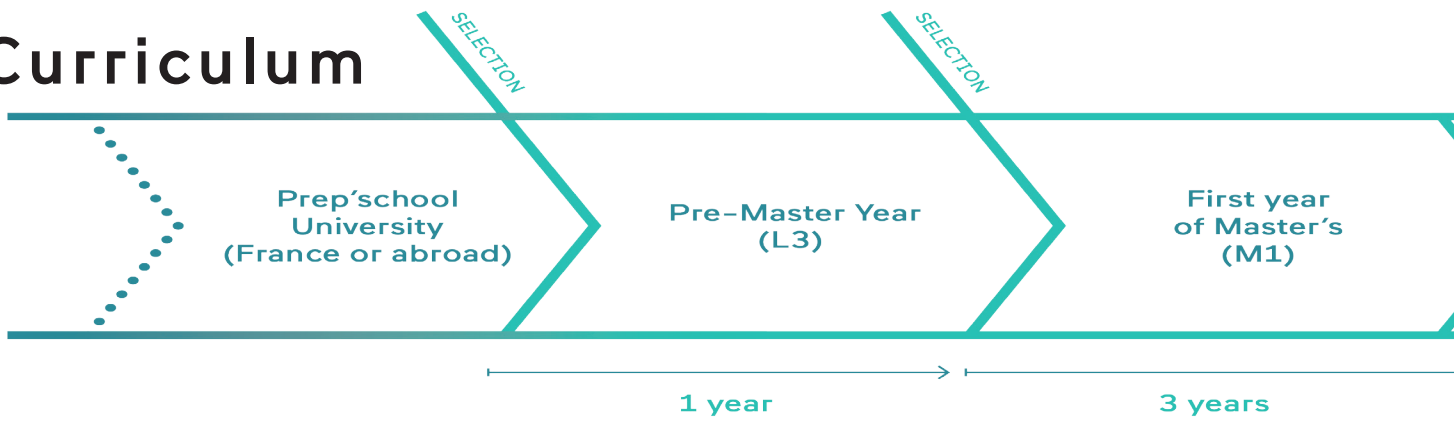 Curriculum
SELECTION
SELECTION
Prep'school
University
(France or abroad)
Pre-Master Year
(L3)
First year
of Master's
(M1)
1 year
3 years